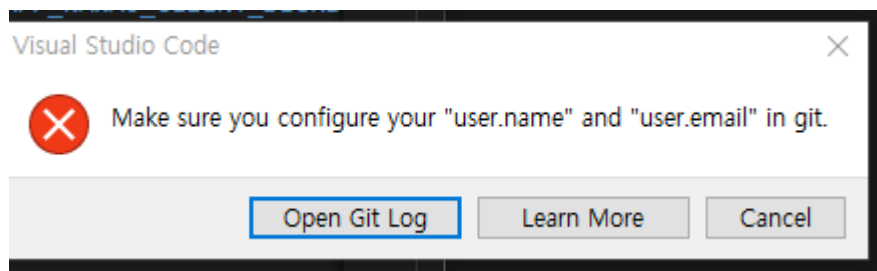 Visual Studio Code
Make sure you configure your "user.name" and "user.email" in git.
Open Git Log
Learn More
Cancel